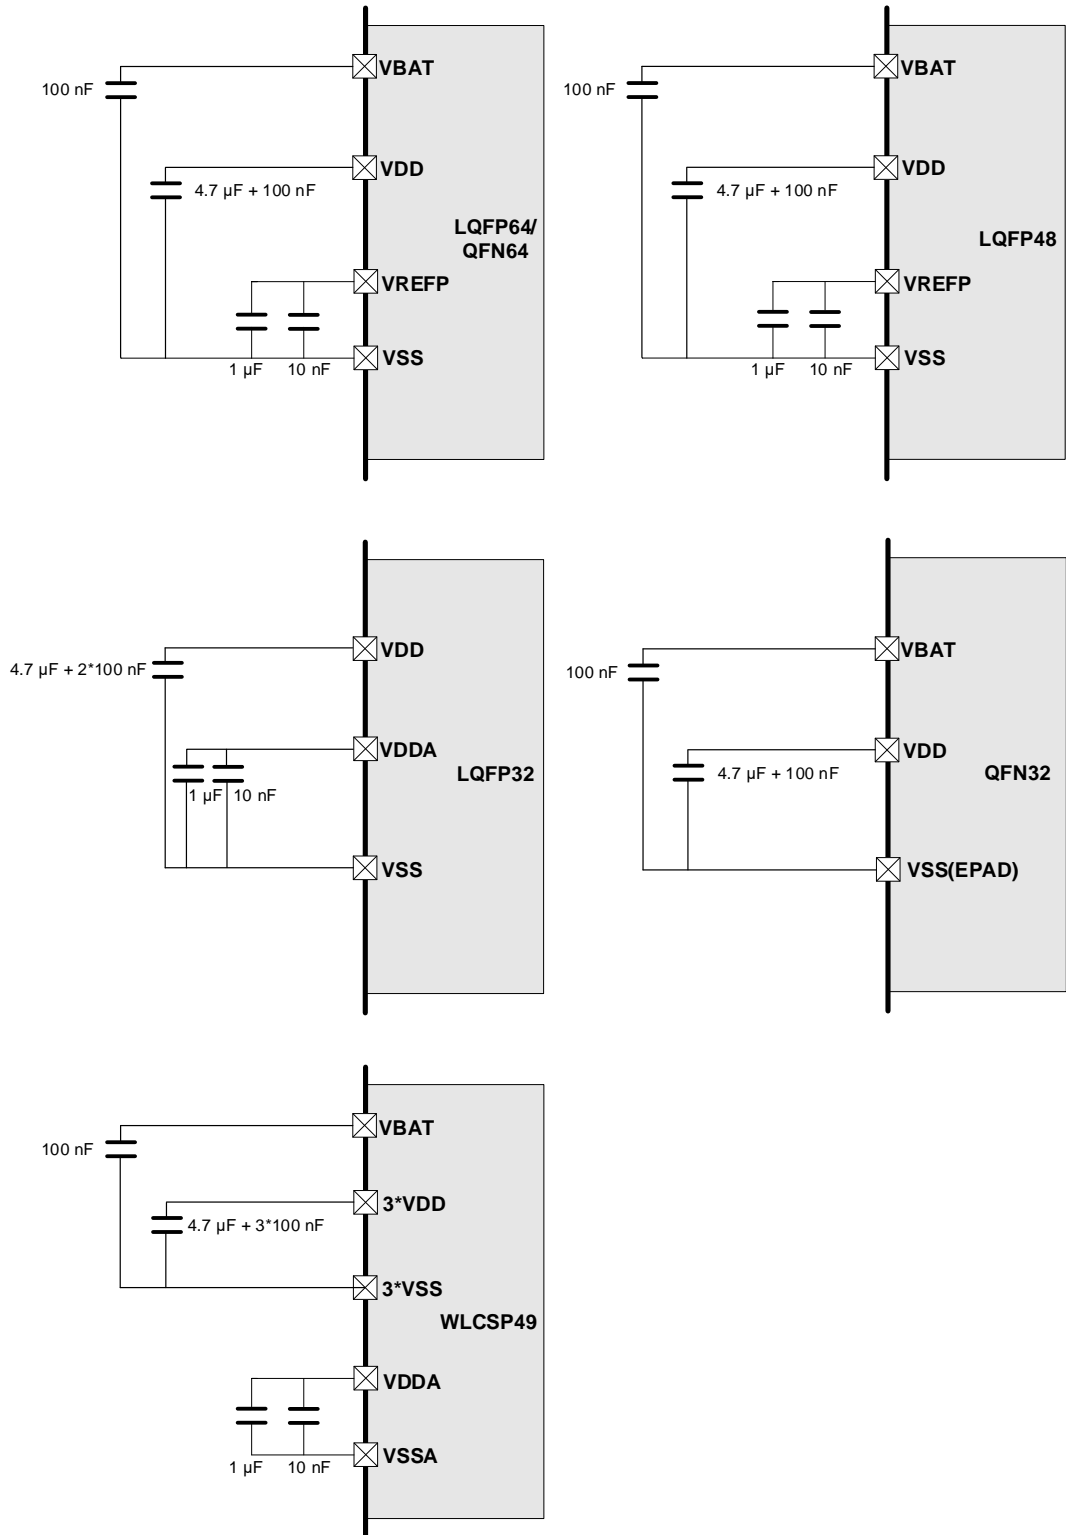 VBAT
100 nF
VDD
4.7 µF + 100 nF
LQFP64/
QFN64
VREFP
VSS
1 µF 10 nF
VBAT
100 nF
VDD
4.7 µF + 100 nF
LQFP48
VREFP
VSS
1 µF 10 nF
VDD
4.7 µF + 2*100 nF
VDDA
LQFP32
1 µF 10 nF
VSS
VBAT
100 nF
VDD
4.7 µF + 100 nF
QFN32
VSS(EPAD)
VBAT
100 nF
3*VDD
4.7 µF + 3*100 nF
3*VSS
WLCSP49
VDDA
VSSA
1 µF 10 nF